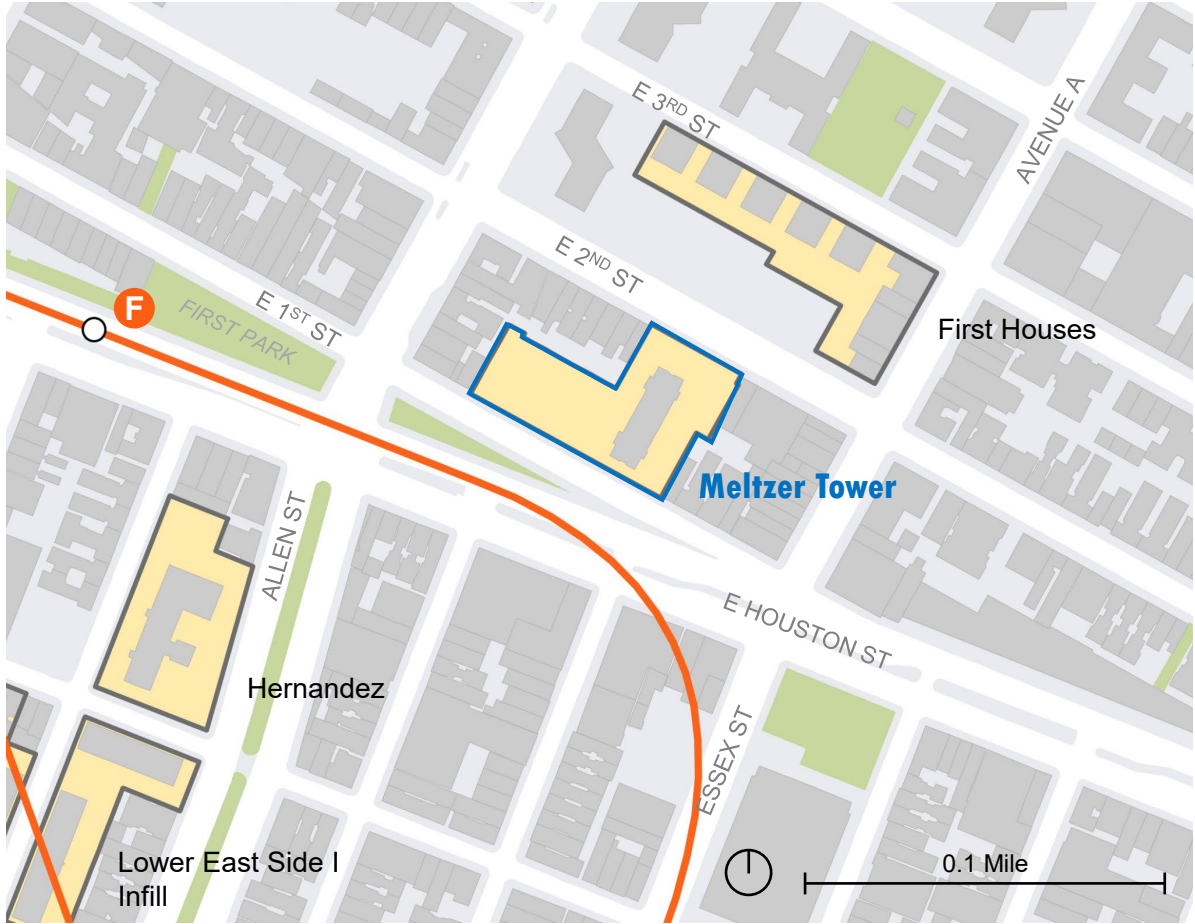 E 3RD ST
AVENUE A
E 2ND ST
E 1ST ST
F
FIRST PARK
First Houses
Meltzer Tower
ALLEN ST
E HOUSTON ST
Hernandez
ESSEX ST
Lower East Side I
Infill
0.1 Mile